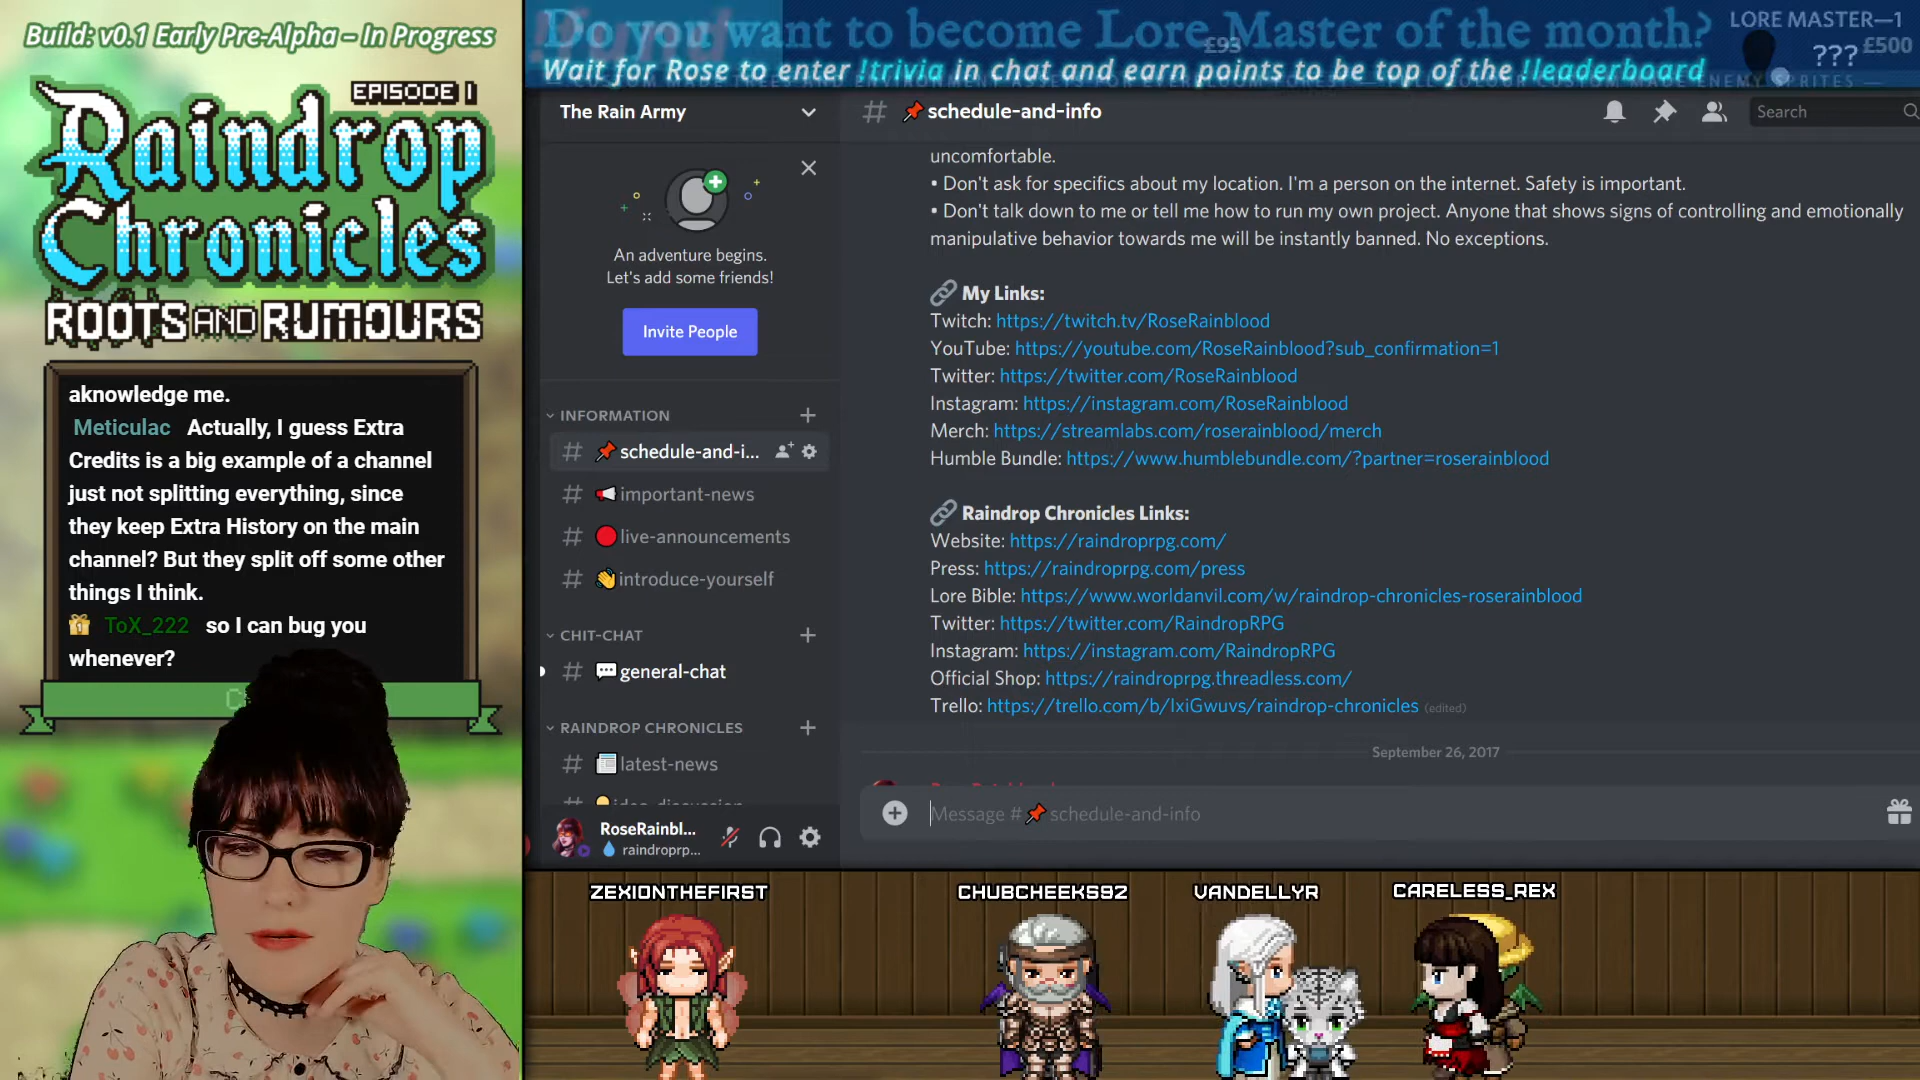 Build: v0.1 Early Pre-Alpha – In Progress
EPISODE I
Raindrop
Chronicles
ROOTS AND RUMOURS
aknowledge me.
Meticulac Actually, I guess Extra
Credits is a big example of a channel
just not splitting everything, since
they keep Extra History on the main
channel? But they split off some other
things I think.
ToX_222 so I can bug you
whenever?
Do you want to become Lore Master of the month?
Wait for Rose to enter !trivia in chat and earn points to be top of the !leaderboard
£93
LORE MASTER—1
???
£500
The Rain Army
An adventure begins.
Let's add some friends!
Invite People
INFORMATION
schedule-and-i...
important-news
live-announcements
introduce-yourself
CHIT-CHAT
general-chat
RAINDROP CHRONICLES
latest-news
RoseRainbl...
raindroprp...
# schedule-and-info
Search
uncomfortable.
• Don't ask for specifics about my location. I'm a person on the internet. Safety is important.
• Don't talk down to me or tell me how to run my own project. Anyone that shows signs of controlling and emotionally
manipulative behavior towards me will be instantly banned. No exceptions.
My Links:
Twitch: https://twitch.tv/RoseRainblood
YouTube: https://youtube.com/RoseRainblood?sub_confirmation=1
Twitter: https://twitter.com/RoseRainblood
Instagram: https://instagram.com/RoseRainblood
Merch: https://streamlabs.com/roserainblood/merch
Humble Bundle: https://www.humblebundle.com/?partner=roserainblood
Raindrop Chronicles Links:
Website: https://raindroprpg.com/
Press: https://raindroprpg.com/press
Lore Bible: https://www.worldanvil.com/w/raindrop-chronicles-roserainblood
Twitter: https://twitter.com/RaindropRPG
Instagram: https://instagram.com/RaindropRPG
Official Shop: https://raindroprpg.threadless.com/
Trello: https://trello.com/b/IxiGwuvs/raindrop-chronicles (edited)
September 26, 2017
Message # schedule-and-info
ZEXIONTHEFIRST
CHUBCHEEKS92
VANDELLYR
CARELESS_REX